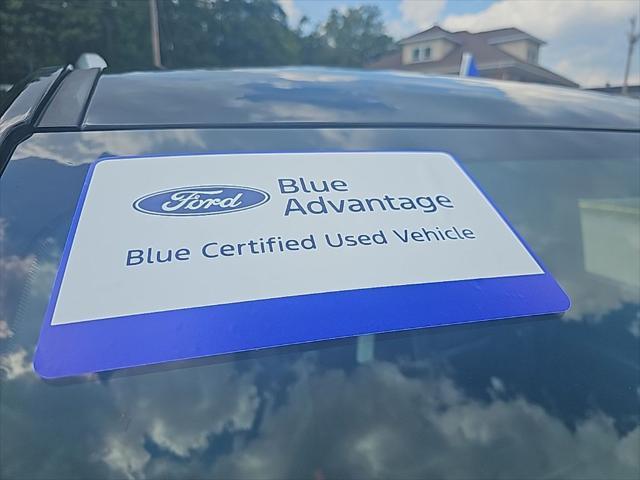 Ford
Blue
Advantage
Blue Certified Used Vehicle